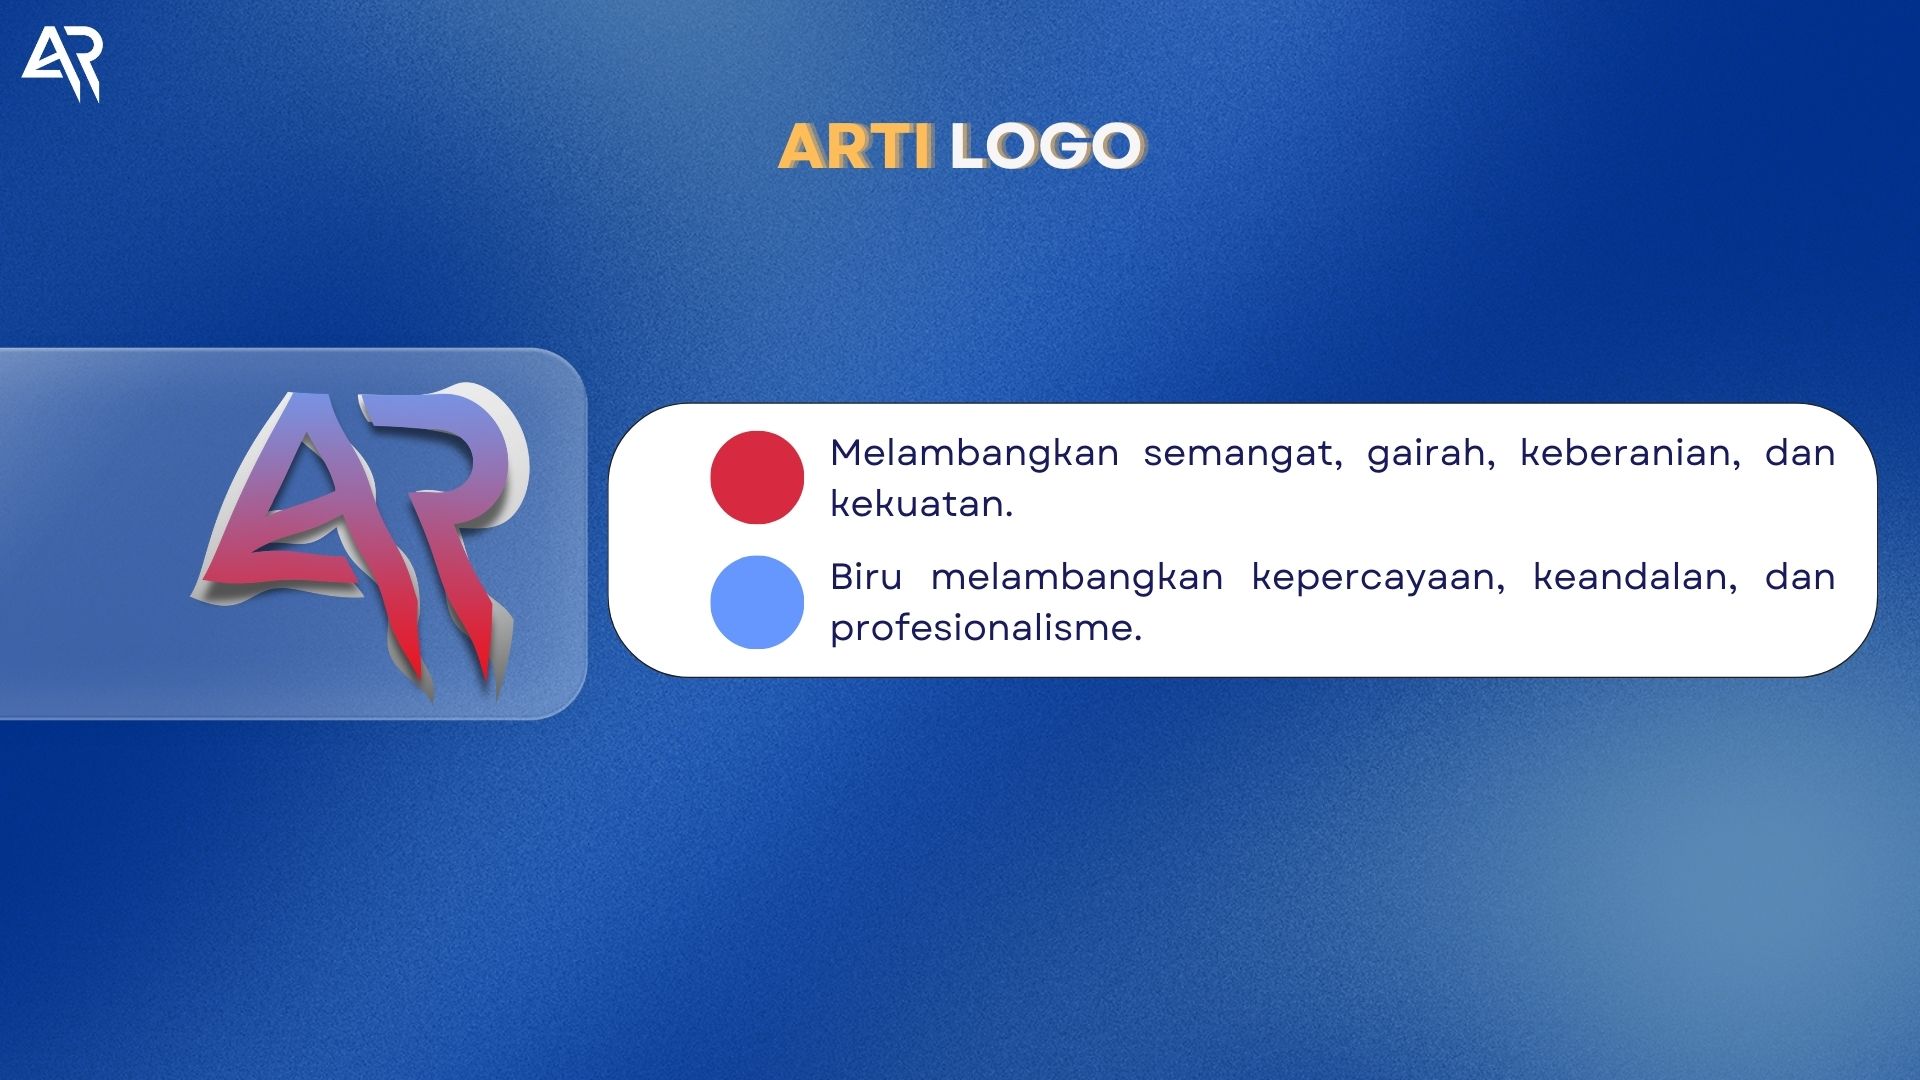 AR
ARTI LOGO
AR
Melambangkan semangat, gairah, keberanian, dan
kekuatan.
Biru melambangkan kepercayaan, keandalan, dan
profesionalisme.